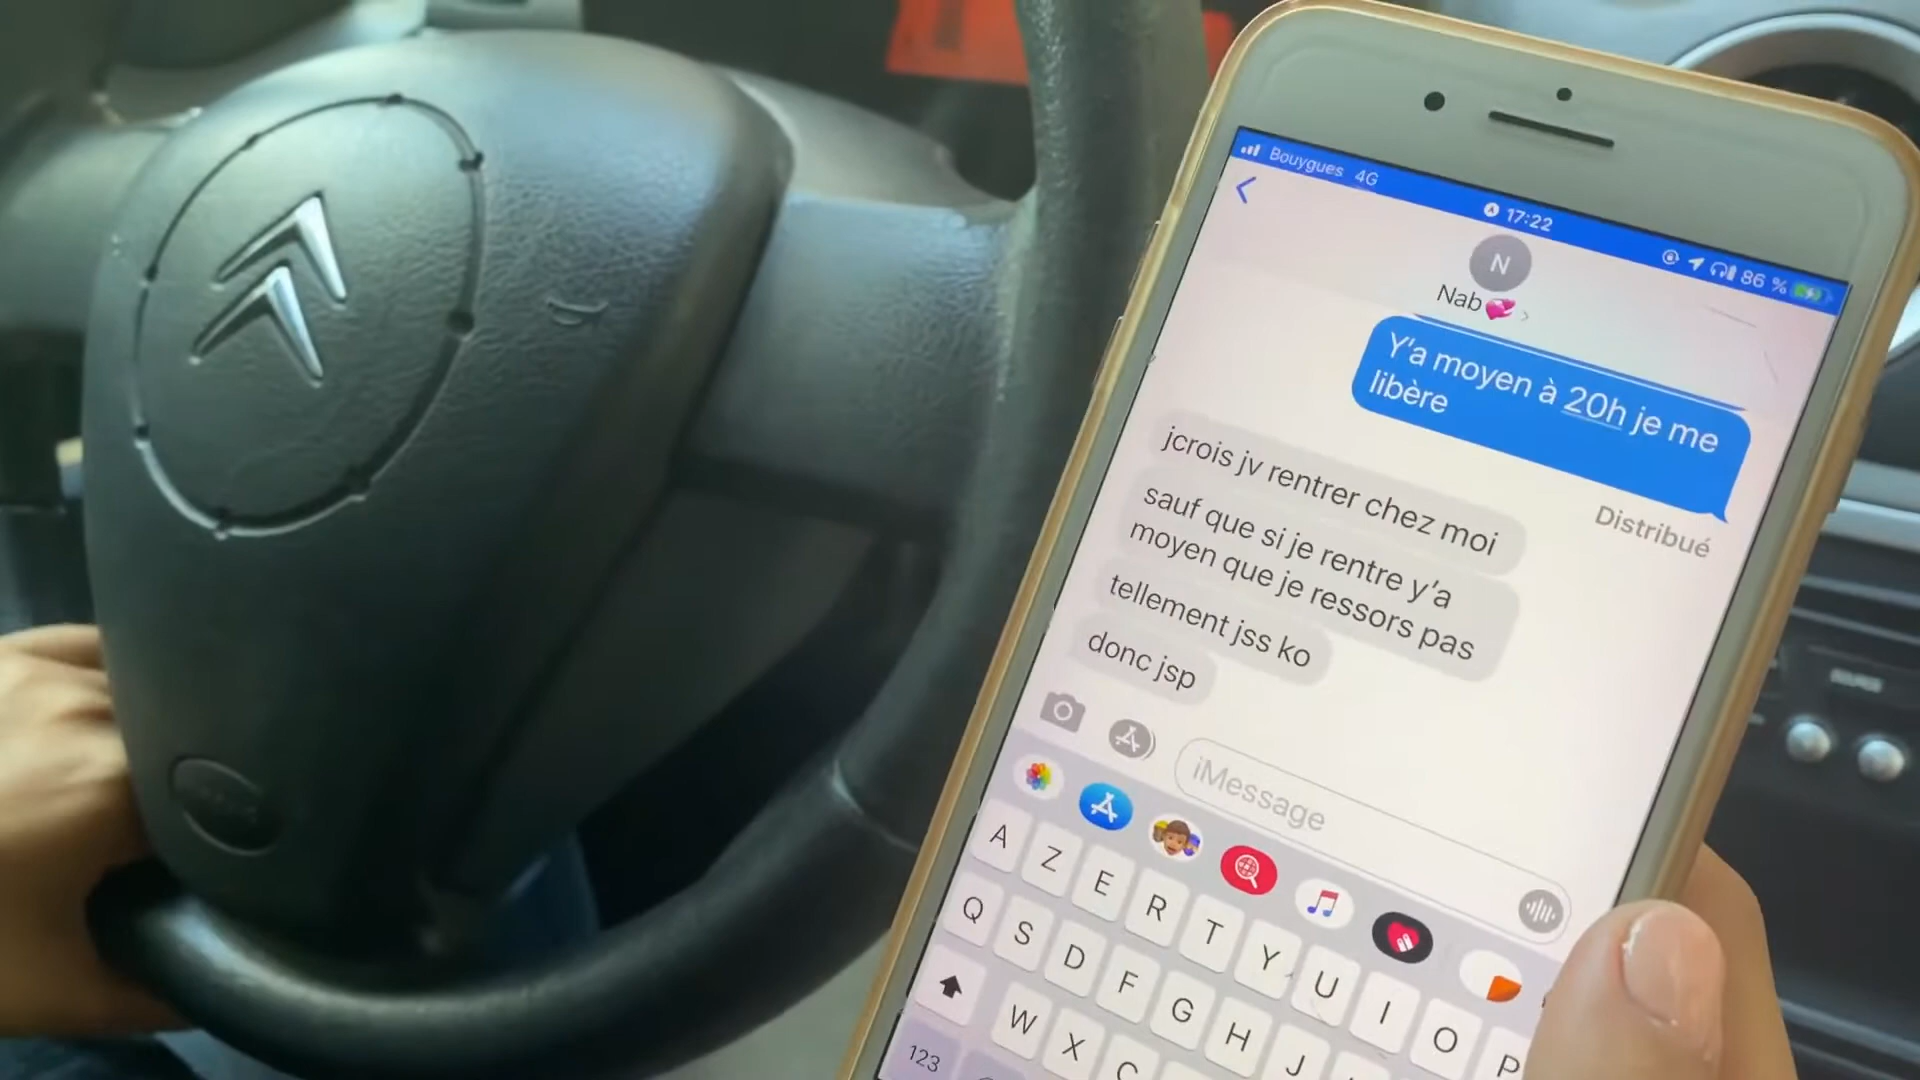 Bouygues 4G
17:22
86 %
N
Nab💞
Y'a moyen à 20h je me
libère
Distribué
jcrois jv rentrer chez moi
sauf que si je rentre y'a
moyen que je ressors pas
tellement jss ko
donc jsp
iMessage
A Z E R T Y U I O P
Q S D F G H J
W X C
123